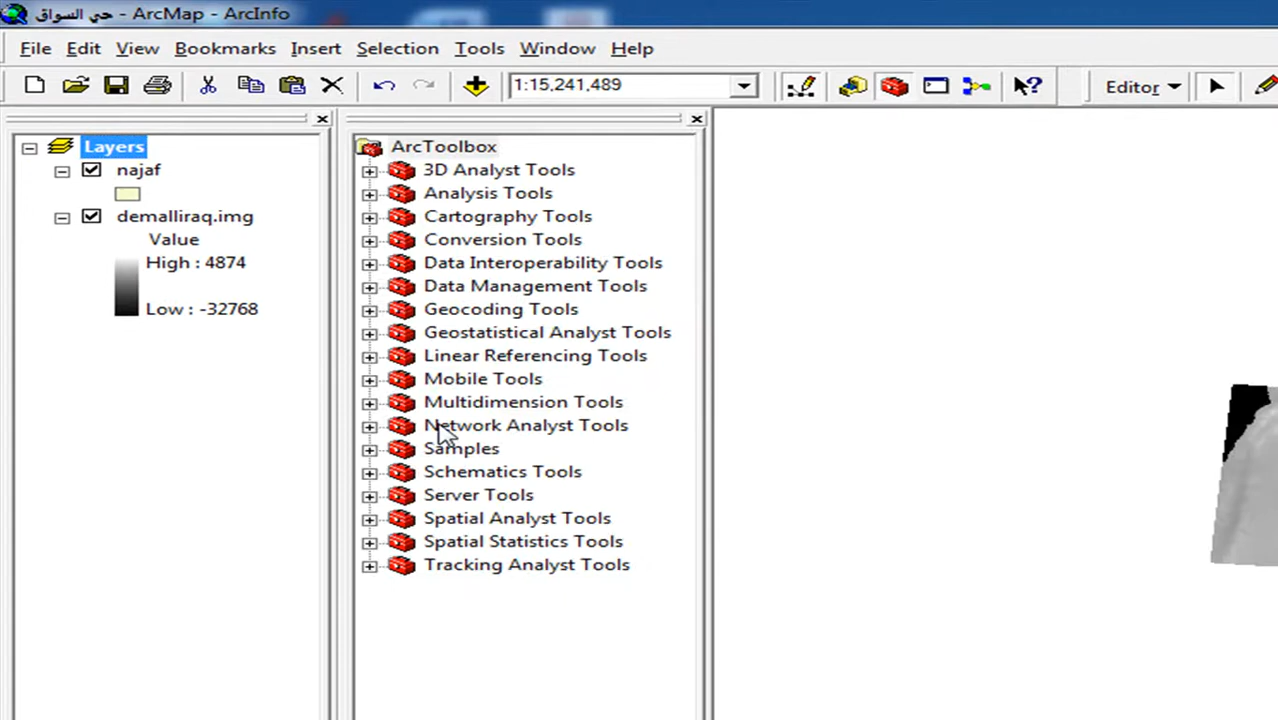 حي السواق - ArcMap - ArcInfo
File Edit View Bookmarks Insert Selection Tools Window Help
1:15,241,489
Editor
Layers
najaf
demalliraq.img
Value
High : 4874
Low : -32768
ArcToolbox
3D Analyst Tools
Analysis Tools
Cartography Tools
Conversion Tools
Data Interoperability Tools
Data Management Tools
Geocoding Tools
Geostatistical Analyst Tools
Linear Referencing Tools
Mobile Tools
Multidimension Tools
Network Analyst Tools
Samples
Schematics Tools
Server Tools
Spatial Analyst Tools
Spatial Statistics Tools
Tracking Analyst Tools